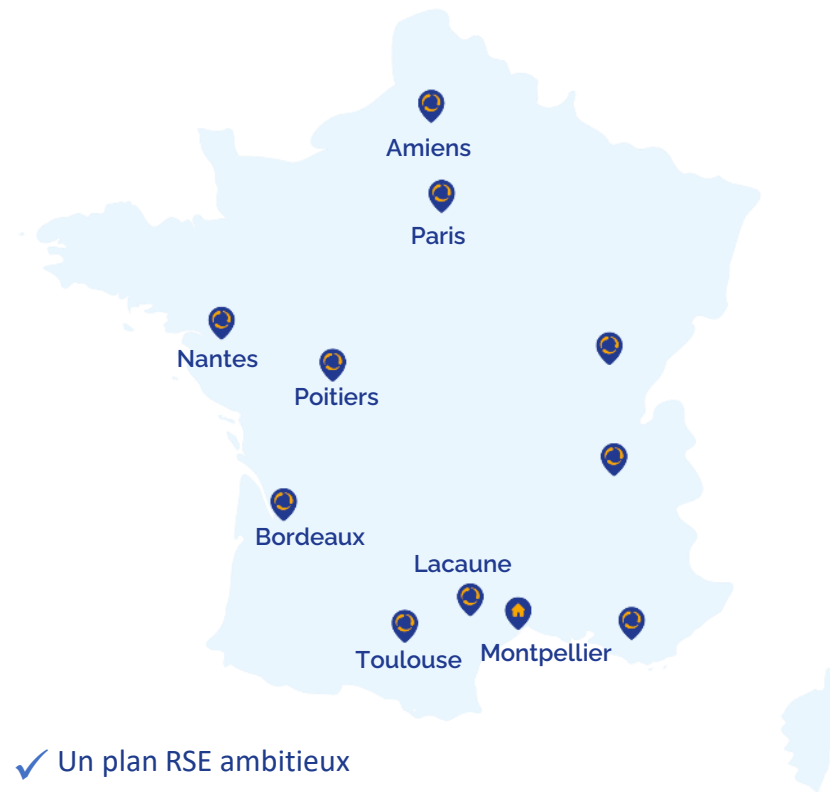 Amiens
Paris
Nantes
Poitiers
Bordeaux
Lacaune
Toulouse
Montpellier
Un plan RSE ambitieux